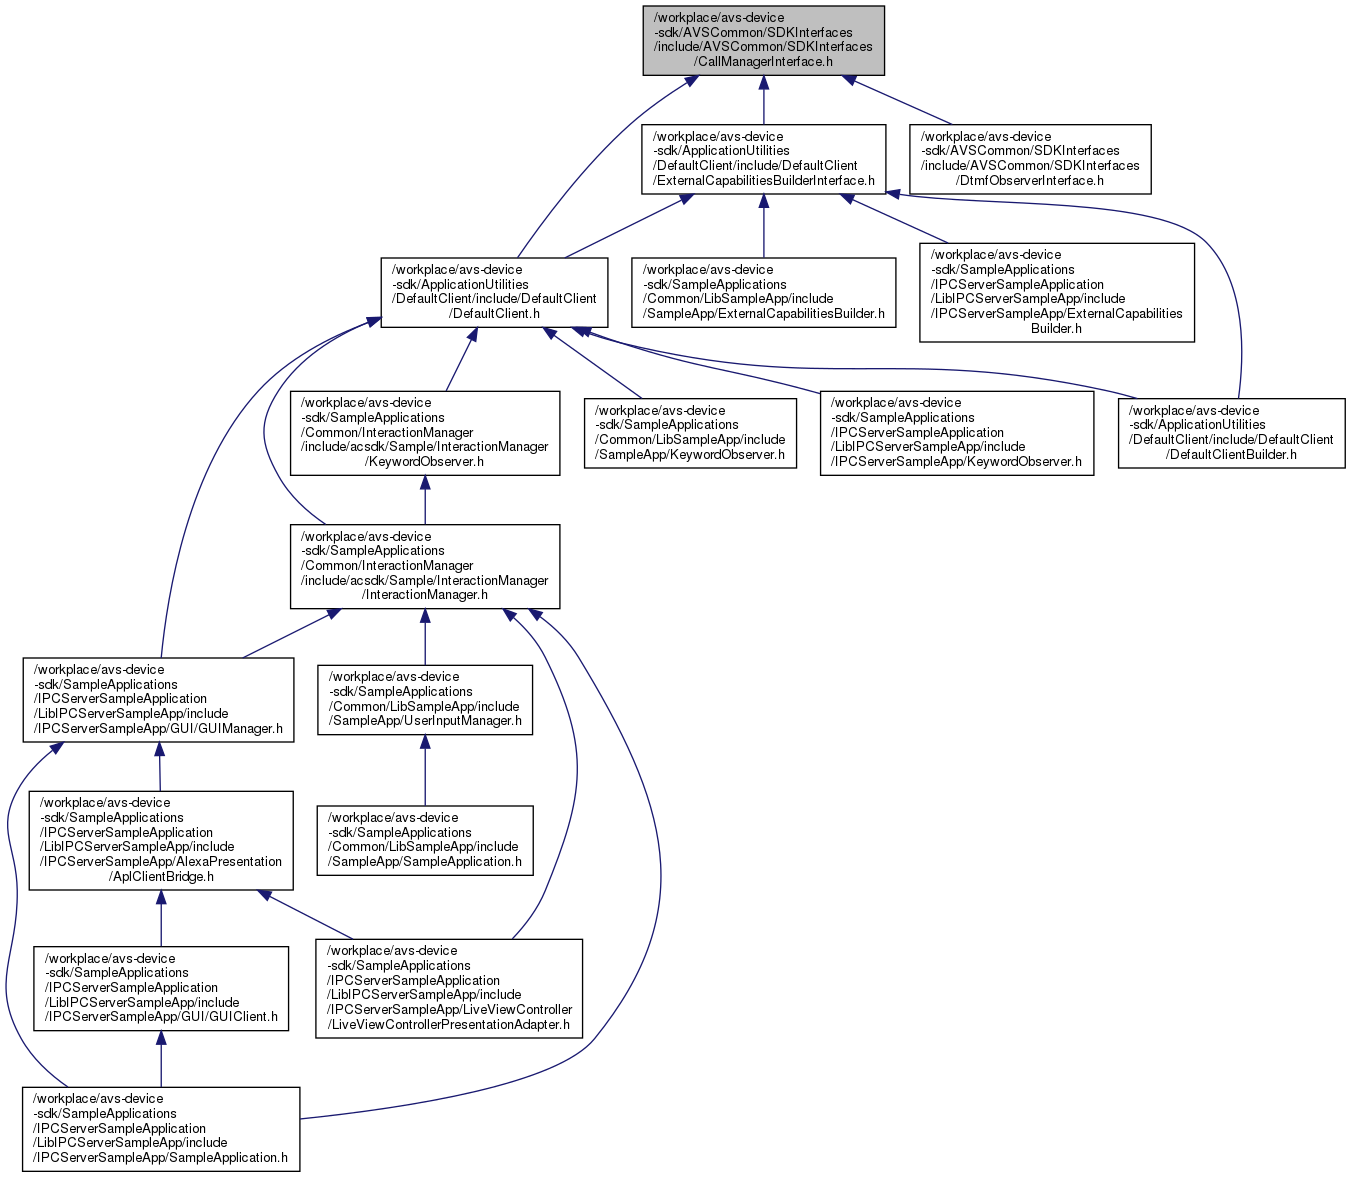 /workplace/avs-device
-sdk/AVSCommon/SDKInterfaces
/include/AVSCommon/SDKInterfaces
/CallManagerInterface.h
/workplace/avs-device
-sdk/ApplicationUtilities
/DefaultClient/include/DefaultClient
/ExternalCapabilitiesBuilderInterface.h
/workplace/avs-device
-sdk/AVSCommon/SDKInterfaces
/include/AVSCommon/SDKInterfaces
/DtmfObserverInterface.h
/workplace/avs-device
-sdk/ApplicationUtilities
/DefaultClient/include/DefaultClient
/DefaultClient.h
/workplace/avs-device
-sdk/SampleApplications
/Common/LibSampleApp/include
/SampleApp/ExternalCapabilitiesBuilder.h
/workplace/avs-device
-sdk/SampleApplications
/IPCServerSampleApplication
/LibIPCServerSampleApp/include
/IPCServerSampleApp/ExternalCapabilities
Builder.h
/workplace/avs-device
-sdk/SampleApplications
/Common/InteractionManager
/include/acsdk/Sample/InteractionManager
/KeywordObserver.h
/workplace/avs-device
-sdk/SampleApplications
/Common/LibSampleApp/include
/SampleApp/KeywordObserver.h
/workplace/avs-device
-sdk/SampleApplications
/IPCServerSampleApplication
/LibIPCServerSampleApp/include
/IPCServerSampleApp/KeywordObserver.h
/workplace/avs-device
-sdk/ApplicationUtilities
/DefaultClient/include/DefaultClient
/DefaultClientBuilder.h
/workplace/avs-device
-sdk/SampleApplications
/Common/InteractionManager
/include/acsdk/Sample/InteractionManager
/InteractionManager.h
/workplace/avs-device
-sdk/SampleApplications
/IPCServerSampleApplication
/LibIPCServerSampleApp/include
/IPCServerSampleApp/GUI/GUIManager.h
/workplace/avs-device
-sdk/SampleApplications
/Common/LibSampleApp/include
/SampleApp/UserInputManager.h
/workplace/avs-device
-sdk/SampleApplications
/IPCServerSampleApplication
/LibIPCServerSampleApp/include
/IPCServerSampleApp/AlexaPresentation
/AplClientBridge.h
/workplace/avs-device
-sdk/SampleApplications
/Common/LibSampleApp/include
/SampleApp/SampleApplication.h
/workplace/avs-device
-sdk/SampleApplications
/IPCServerSampleApplication
/LibIPCServerSampleApp/include
/IPCServerSampleApp/GUI/GUIClient.h
/workplace/avs-device
-sdk/SampleApplications
/IPCServerSampleApplication
/LibIPCServerSampleApp/include
/IPCServerSampleApp/LiveViewController
/LiveViewControllerPresentationAdapter.h
/workplace/avs-device
-sdk/SampleApplications
/IPCServerSampleApplication
/LibIPCServerSampleApp/include
/IPCServerSampleApp/SampleApplication.h